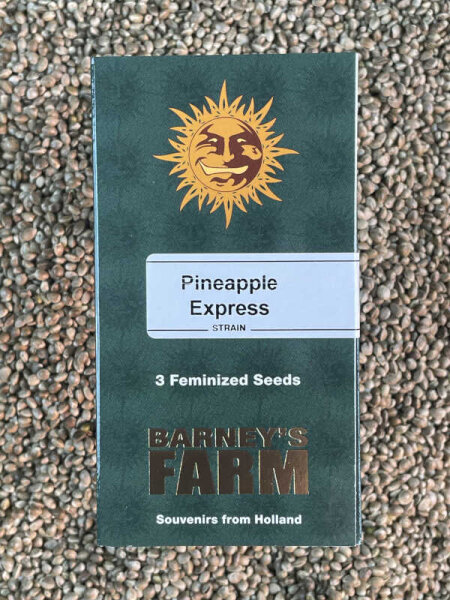 Pineapple
Express
STRAIN
3 Feminized Seeds
BARNEY'S
FARM
Souvenirs from Holland